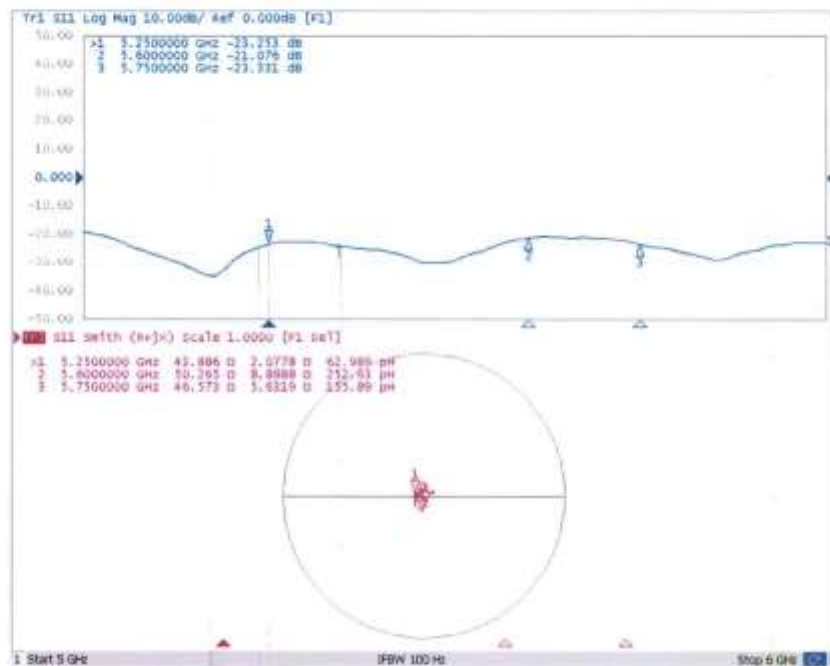 Tr1 S11 Log Mag 10.00dB/ Ref 0.000dB [F1]
50.00
>1 5.2500000 GHz -23.253 dB
2 5.6000000 GHz -21.076 dB
3 5.7500000 GHz -23.331 dB
40.00
30.00
20.00
10.00
0.000
-10.00
-20.00
1
2
3
-30.00
-40.00
-50.00
S11 Smith (R+jX) Scale 1.000U [F1 Del]
>1 5.2500000 GHz 43.886 Ω 2.0778 Ω 62.986 pH
2 5.6000000 GHz 50.265 Ω 8.8888 Ω 252.63 pH
3 5.7500000 GHz 46.573 Ω 5.6319 Ω 155.89 pH
1 Start 5 GHz IFBW 100 Hz Stop 6 GHz